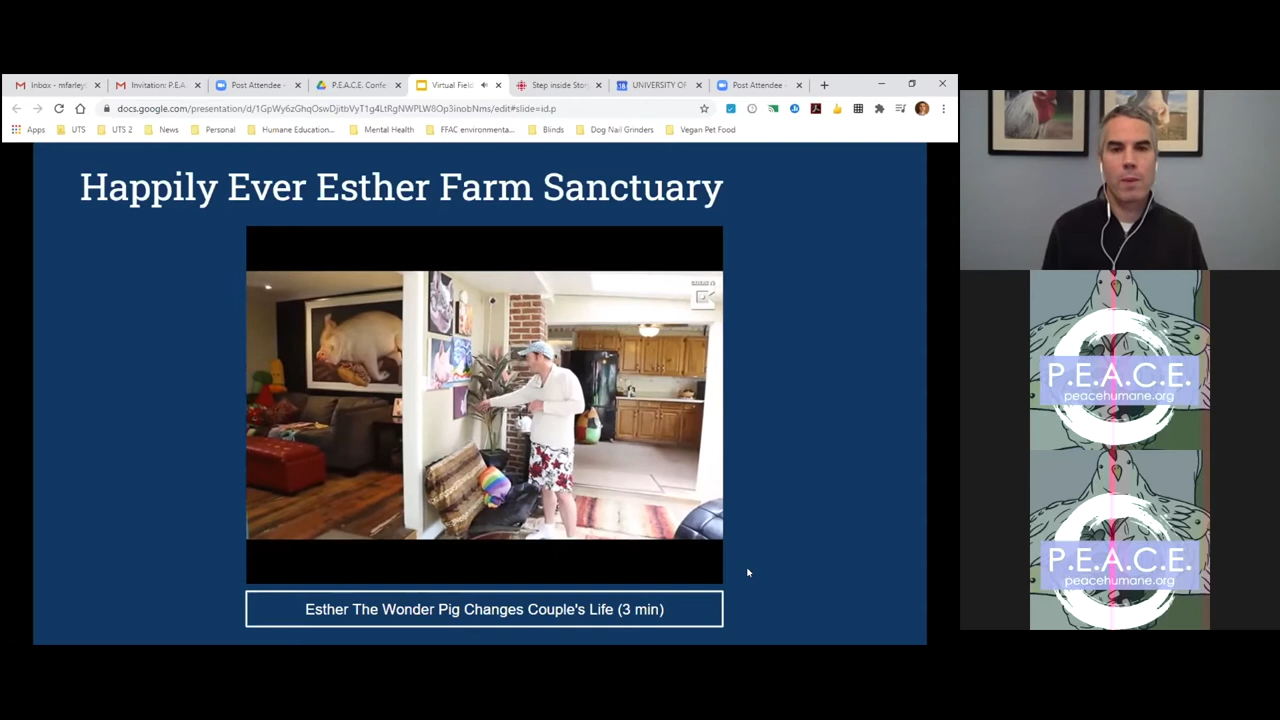 Inbox - mfarley
Invitation: P.E.A
Post Attendee -
P.E.A.C.E. Confe
Virtual Field
Step inside Stor
UNIVERSITY OF
Post Attendee -
docs.google.com/presentation/d/1GpWy6zGhqOswDjitbVyT1g4LtRgNWPLW8Op3inobNms/edit#slide=id.p
Apps
UTS
UTS 2
News
Personal
Humane Education...
Mental Health
FFAC environmenta...
Blinds
Dog Nail Grinders
Vegan Pet Food
Happily Ever Esther Farm Sanctuary
Esther The Wonder Pig Changes Couple's Life (3 min)
P.E.A.C.E.
peacehumane.org
P.E.A.C.E.
peacehumane.org